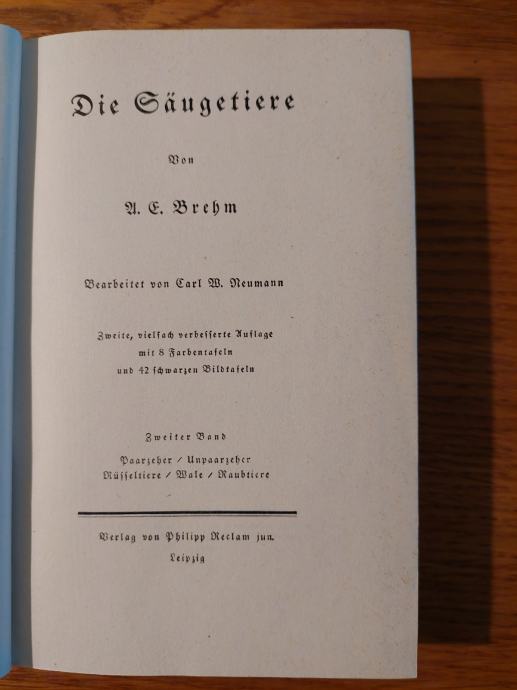 Die Säugetiere
Von
A. E. Brehm
Bearbeitet von Carl W. Neumann
Zweite, vielfach verbesserte Auflage
mit 8 Farbentafeln
und 42 schwarzen Bildtafeln
Zweiter Band
Paarzeher / Unpaarzeher
Rüsseltiere / Wale / Raubtiere
Verlag von Philipp Reclam jun.
Leipzig